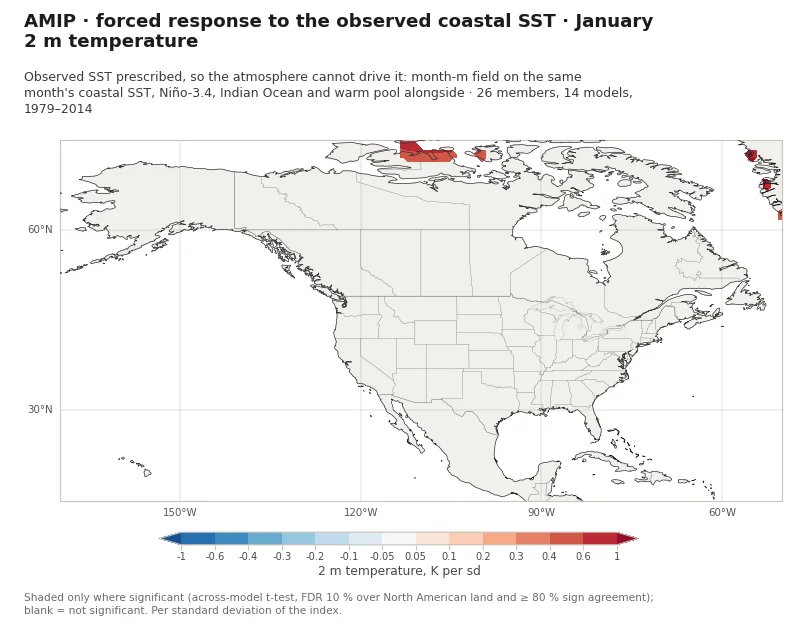 AMIP · forced response to the observed coastal SST · January
2 m temperature
Observed SST prescribed, so the atmosphere cannot drive it: month-m field on the same
month's coastal SST, Niño-3.4, Indian Ocean and warm pool alongside · 26 members, 14 models,
1979–2014
60°N
30°N
150°W 120°W 90°W 60°W
-1 -0.6 -0.4 -0.3 -0.2 -0.1 -0.05 0.05 0.1 0.2 0.3 0.4 0.6 1
2 m temperature, K per sd
Shaded only where significant (across-model t-test, FDR 10 % over North American land and ≥ 80 % sign agreement);
blank = not significant. Per standard deviation of the index.